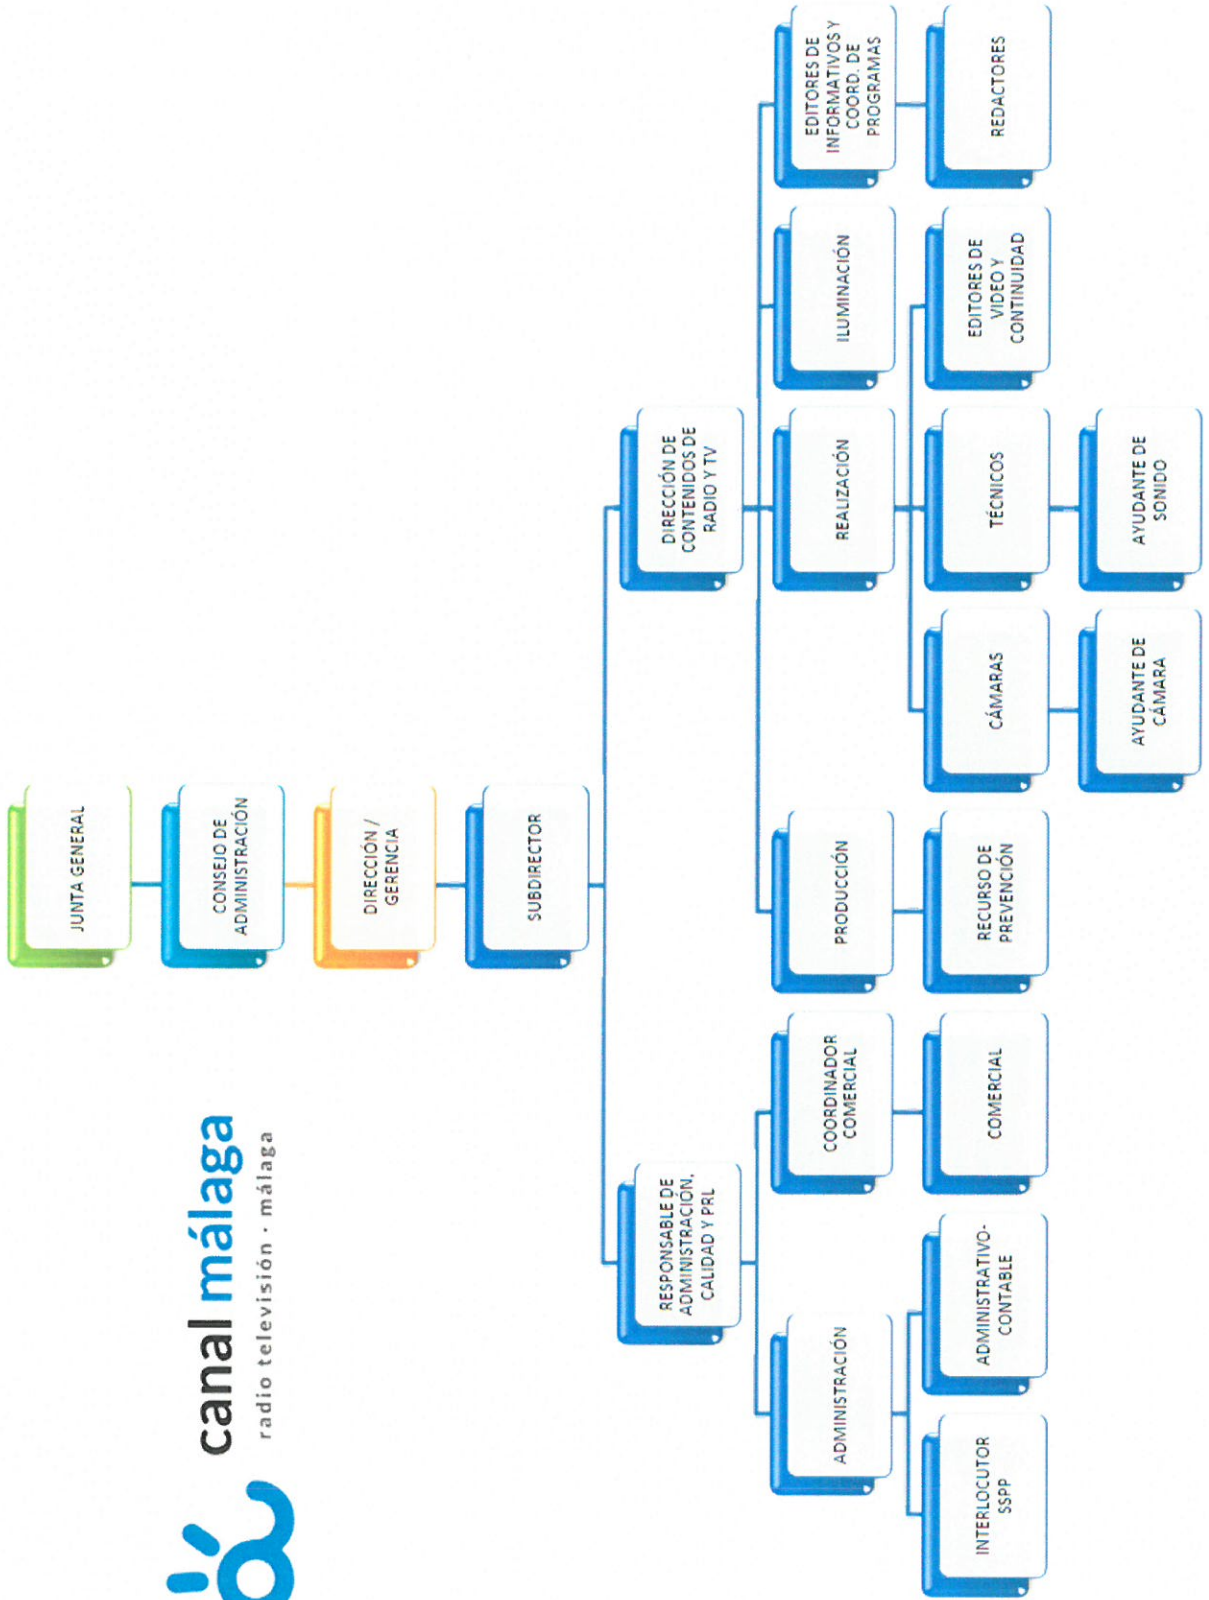 canal málaga
radio televisión · málaga
JUNTA GENERAL
CONSEJO DE
ADMINISTRACIÓN
DIRECCIÓN /
GERENCIA
SUBDIRECTOR
RESPONSABLE DE
ADMINISTRACIÓN,
CALIDAD Y PRL
DIRECCIÓN DE
CONTENIDOS DE
RADIO Y TV
ADMINISTRACIÓN
COORDINADOR
COMERCIAL
PRODUCCIÓN
REALIZACIÓN
ILUMINACIÓN
EDITORES DE
INFORMATIVOS Y
COORD. DE
PROGRAMAS
INTERLOCUTOR
SSPP
ADMINISTRATIVO-
CONTABLE
COMERCIAL
RECURSO DE
PREVENCIÓN
CÁMARAS
TÉCNICOS
EDITORES DE
VIDEO Y
CONTINUIDAD
REDACTORES
AYUDANTE DE
CÁMARA
AYUDANTE DE
SONIDO